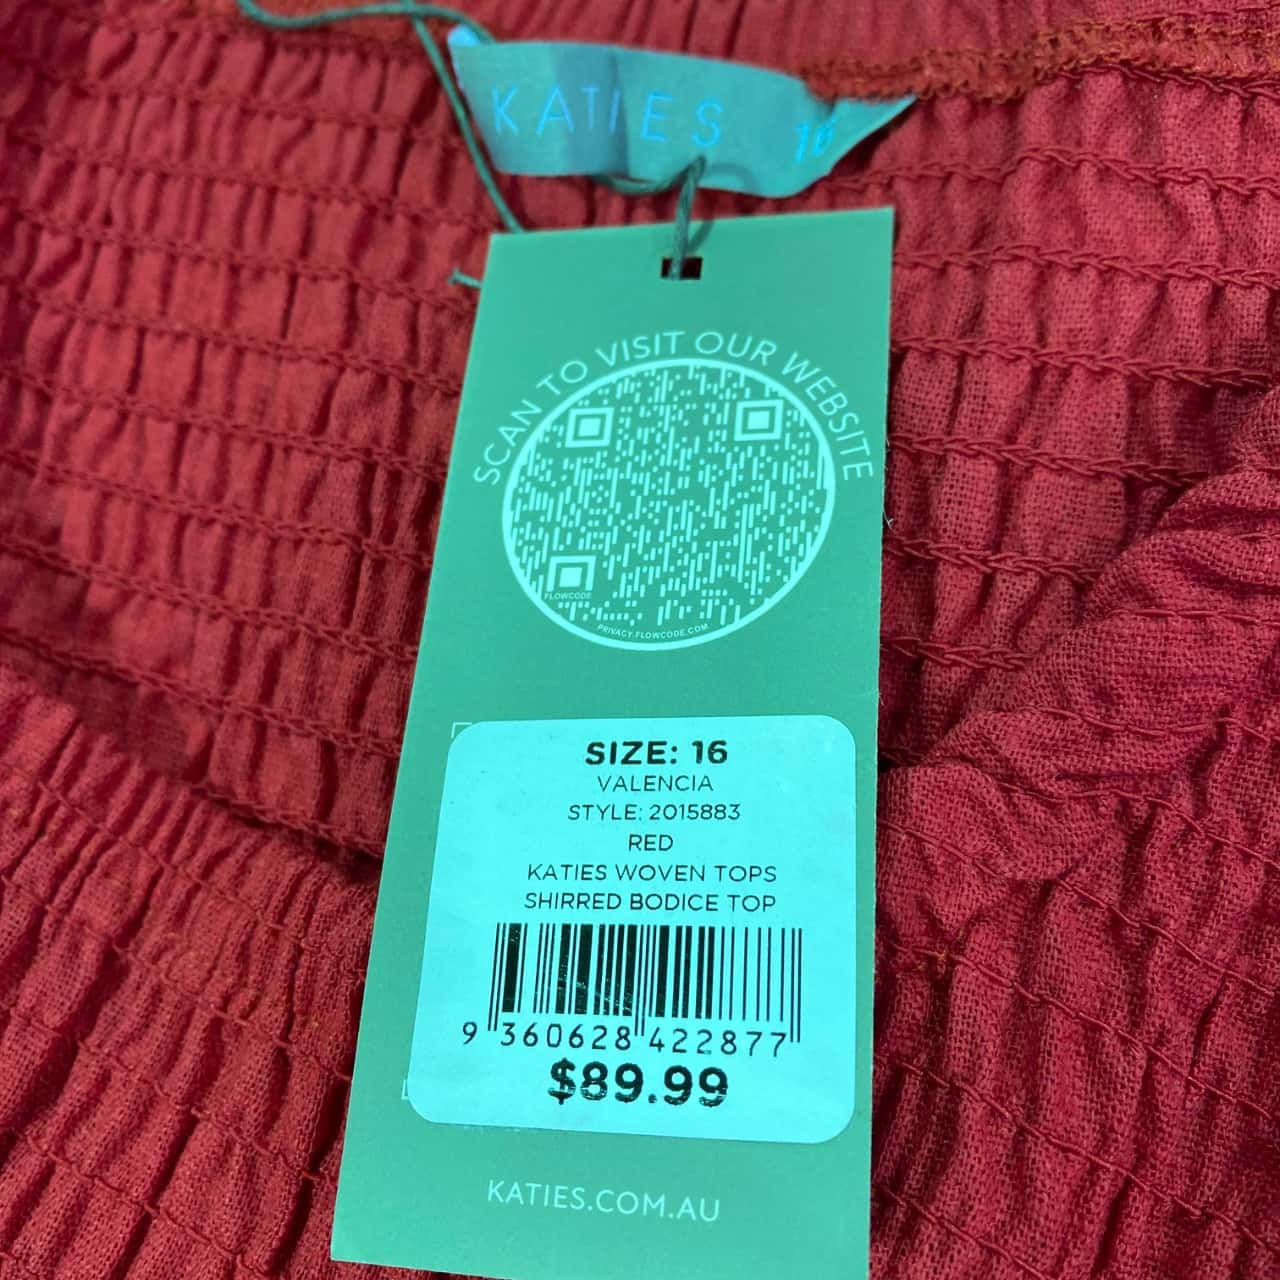 KATIES 16
SCAN TO VISIT OUR WEBSITE
FLOWCODE
PRIVACY.FLOWCODE.COM
SIZE: 16
VALENCIA
STYLE: 2015883
RED
KATIES WOVEN TOPS
SHIRRED BODICE TOP
9 360628 422877
$89.99
KATIES.COM.AU